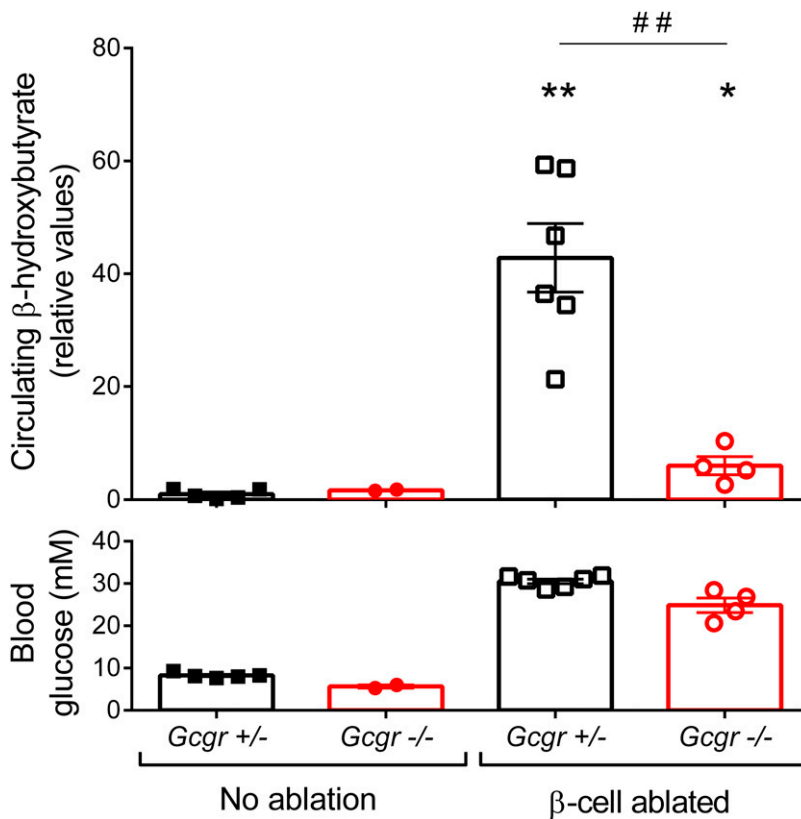 # #
** *
80
60
40
20
0
Circulating β-hydroxybutyrate
(relative values)
40
30
20
10
0
Blood
glucose (mM)
Gcgr +/- Gcgr -/- Gcgr +/- Gcgr -/-
No ablation β-cell ablated